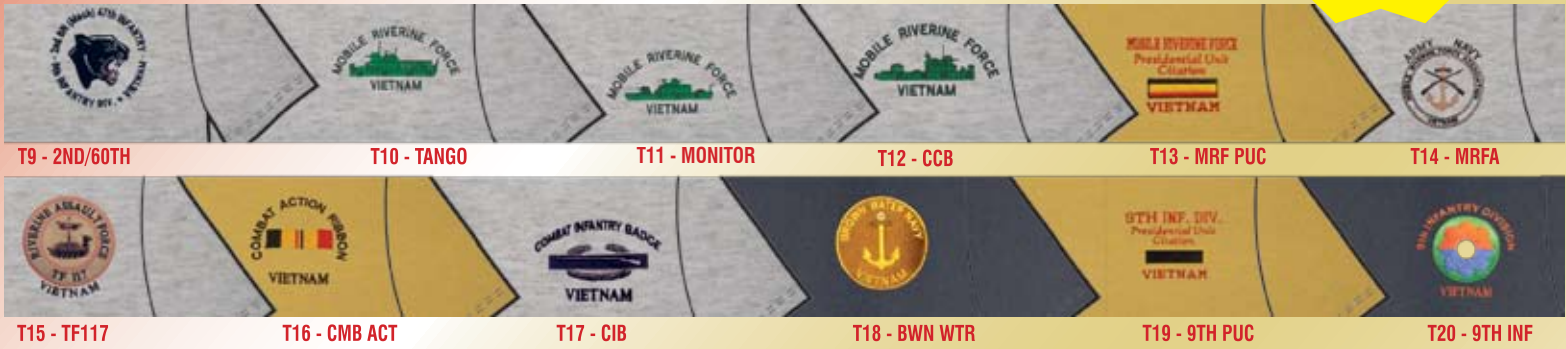 2nd BN (Mech) 47th INFANTRY
9th INFANTRY DIV. • VIETNAM
MOBILE RIVERINE FORCE
VIETNAM
MOBILE RIVERINE FORCE
VIETNAM
MOBILE RIVERINE FORCE
VIETNAM
MOBILE RIVERINE FORCE
Presidential Unit
Citation
VIETNAM
ARMY NAVY
VIETNAM
T9 - 2ND/60TH
T10 - TANGO
T11 - MONITOR
T12 - CCB
T13 - MRF PUC
T14 - MRFA
RIVERINE ASSAULT FORCE
TF 117
VIETNAM
COMBAT ACTION RIBBON
VIETNAM
COMBAT INFANTRY BADGE
VIETNAM
BROWN WATER NAVY
VIETNAM
9TH INF. DIV.
Presidential Unit
Citation
VIETNAM
9TH INFANTRY DIVISION
VIETNAM
T15 - TF117
T16 - CMB ACT
T17 - CIB
T18 - BWN WTR
T19 - 9TH PUC
T20 - 9TH INF